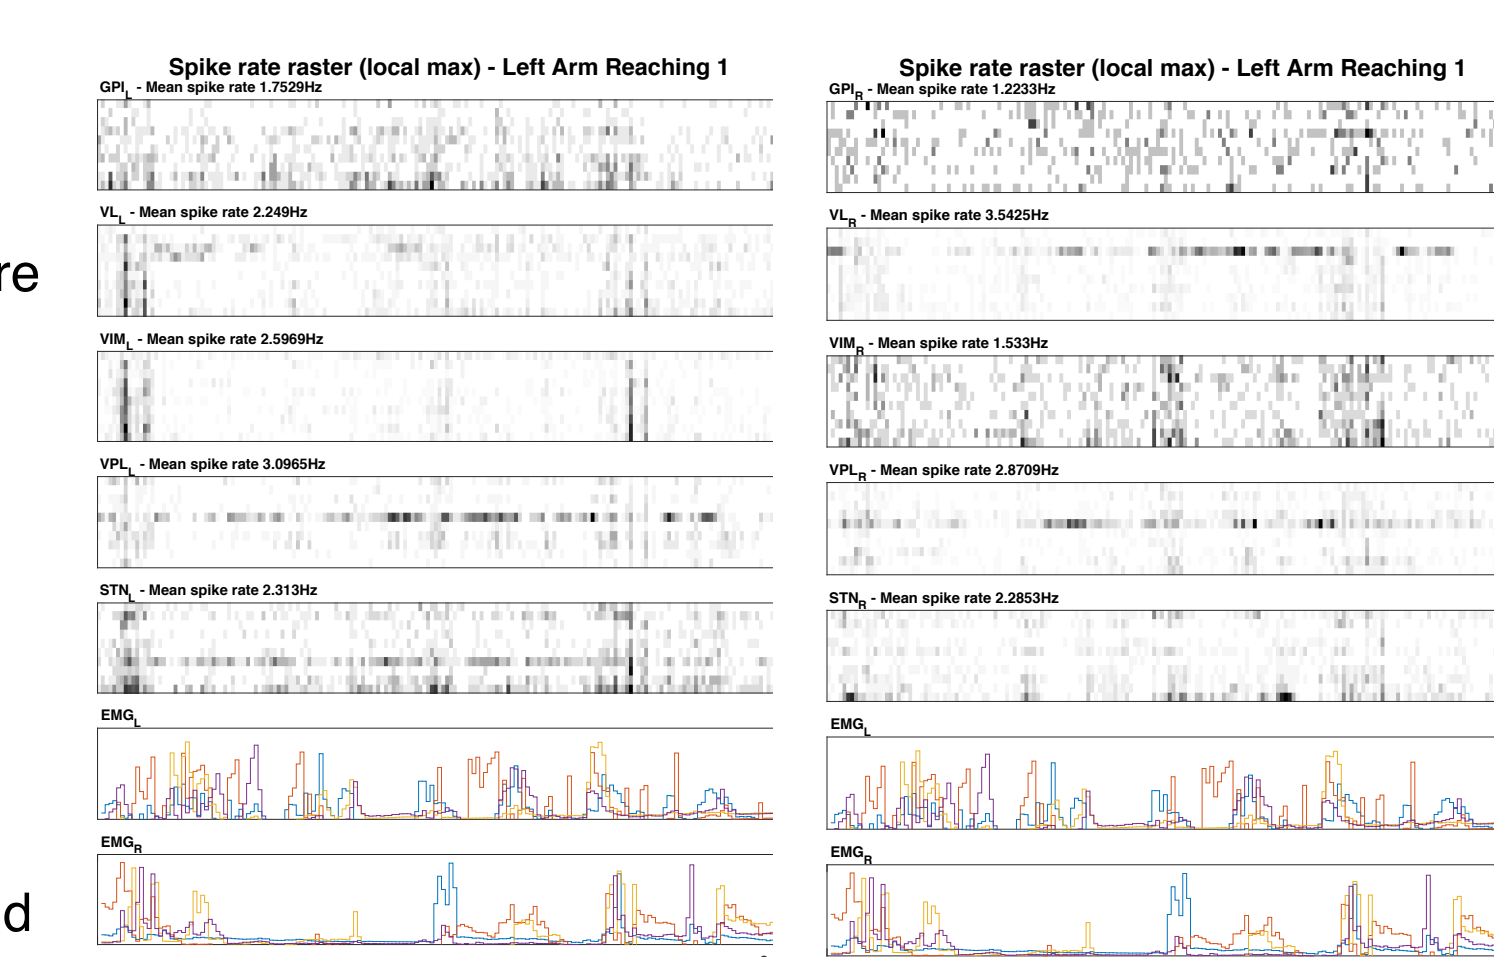 Spike rate raster (local max) - Left Arm Reaching 1
GPI_L - Mean spike rate 1.7529Hz
VL_L - Mean spike rate 2.249Hz
re
VIM_L - Mean spike rate 2.5969Hz
VPL_L - Mean spike rate 3.0965Hz
STN_L - Mean spike rate 2.313Hz
EMG_L
EMG_R
d
Spike rate raster (local max) - Left Arm Reaching 1
GPI_R - Mean spike rate 1.2233Hz
VL_R - Mean spike rate 3.5425Hz
VIM_R - Mean spike rate 1.533Hz
VPL_R - Mean spike rate 2.8709Hz
STN_R - Mean spike rate 2.2853Hz
EMG_L
EMG_R